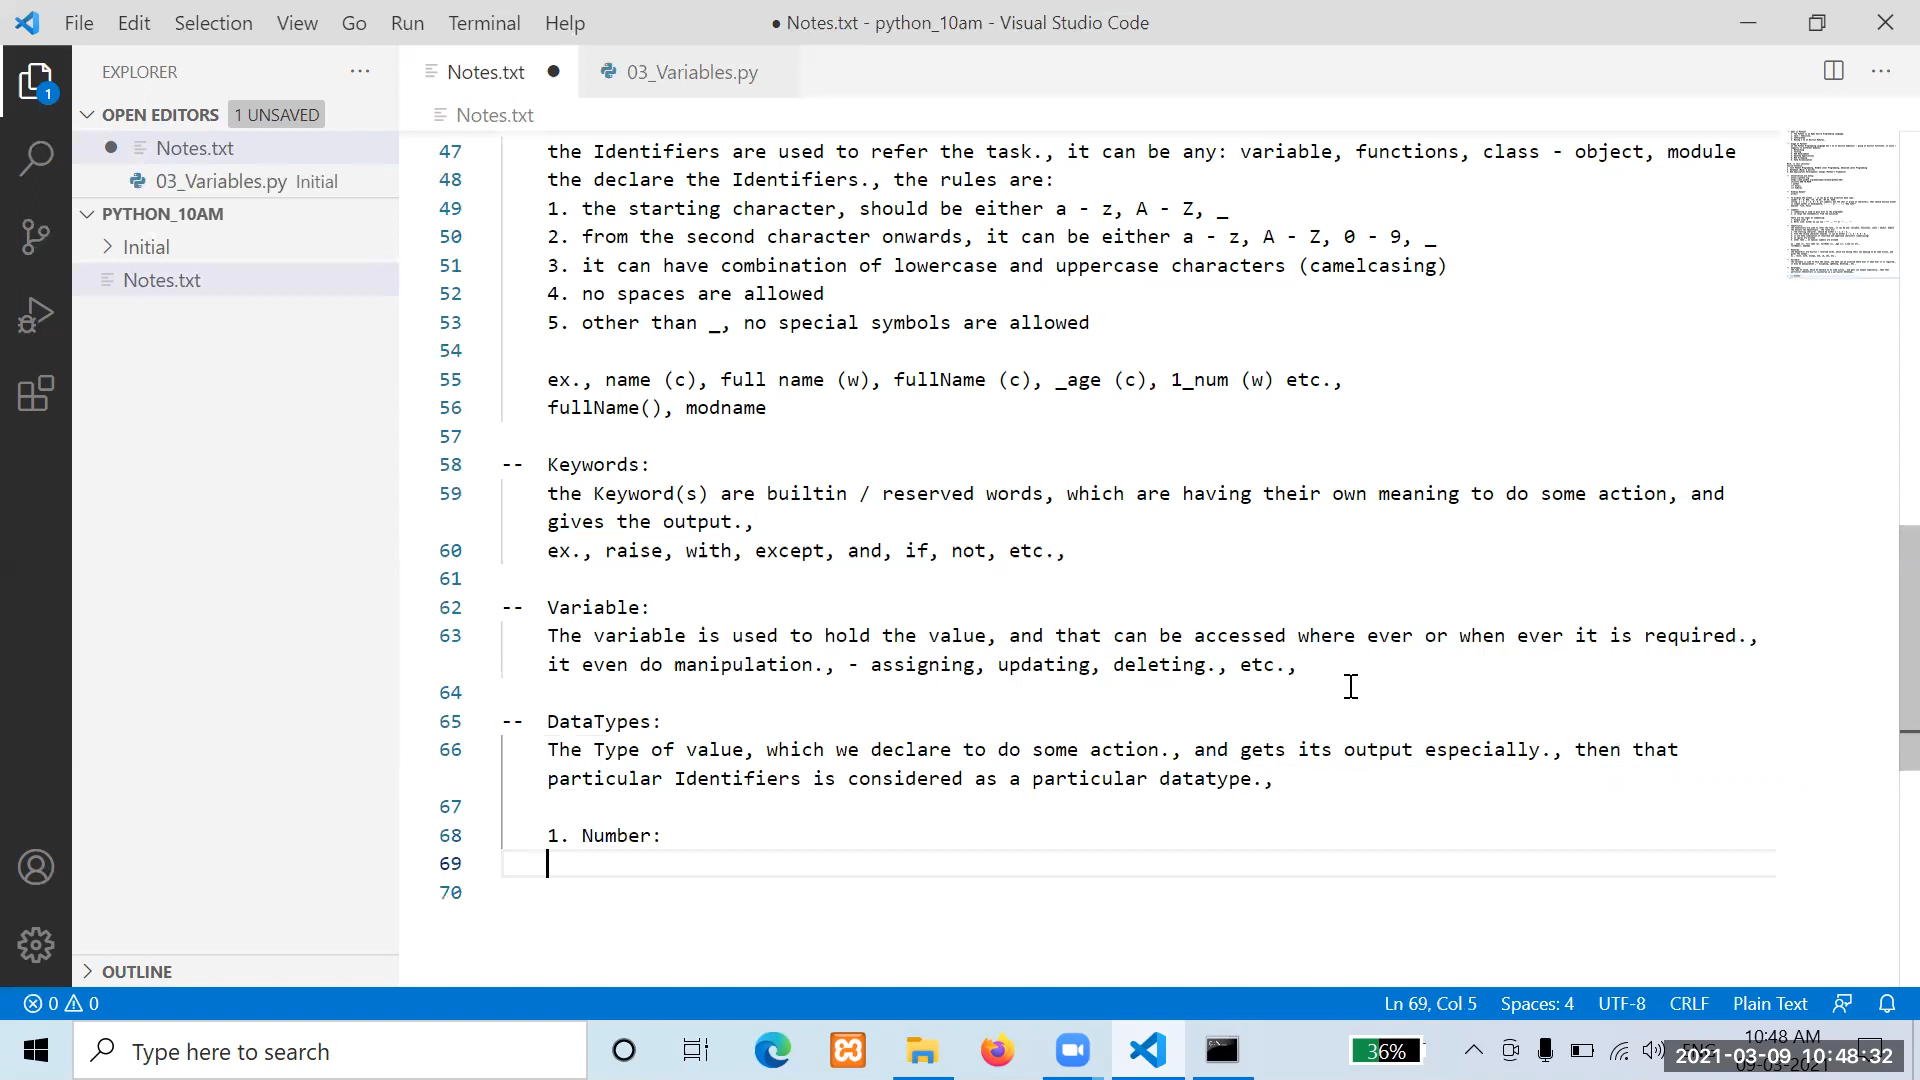 File Edit Selection View Go Run Terminal Help
● Notes.txt - python_10am - Visual Studio Code
EXPLORER
OPEN EDITORS 1 UNSAVED
Notes.txt
03_Variables.py Initial
PYTHON_10AM
Initial
Notes.txt
OUTLINE
1
Notes.txt
03_Variables.py
Notes.txt
47 the Identifiers are used to refer the task., it can be any: variable, functions, class - object, module
48 the declare the Identifiers., the rules are:
49 1. the starting character, should be either a - z, A - Z, _
50 2. from the second character onwards, it can be either a - z, A - Z, 0 - 9, _
51 3. it can have combination of lowercase and uppercase characters (camelcasing)
52 4. no spaces are allowed
53 5. other than _, no special symbols are allowed
54
55 ex., name (c), full name (w), fullName (c), _age (c), 1_num (w) etc.,
56 fullName(), modname
57
58 -- Keywords:
59 the Keyword(s) are builtin / reserved words, which are having their own meaning to do some action, and
gives the output.,
60 ex., raise, with, except, and, if, not, etc.,
61
62 -- Variable:
63 The variable is used to hold the value, and that can be accessed where ever or when ever it is required.,
it even do manipulation., - assigning, updating, deleting., etc.,
64
65 -- DataTypes:
66 The Type of value, which we declare to do some action., and gets its output especially., then that
particular Identifiers is considered as a particular datatype.,
67
68 1. Number:
69
70
0 0
Ln 69, Col 5 Spaces: 4 UTF-8 CRLF Plain Text
Type here to search
36%
10:48 AM
2021-03-09 10:48:32